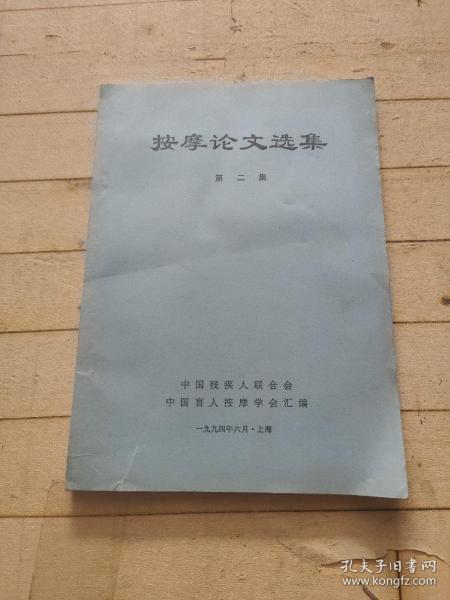 按摩论文选集
第二集
中国残疾人联合会
中国盲人按摩学会汇编
一九九四年六月·上海
孔夫子旧书网
www.kongfz.com